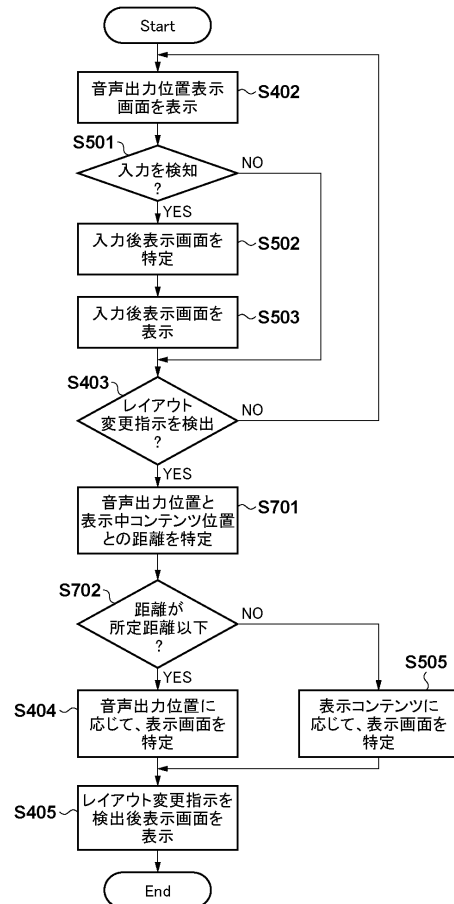 Start
音声出力位置表示
画面を表示
S402
S501
入力を検知
?
NO
YES
入力後表示画面を
特定
S502
入力後表示画面を
表示
S503
S403
レイアウト
変更指示を検出
?
NO
YES
音声出力位置と
表示中コンテンツ位置
との距離を特定
S701
S702
距離が
所定距離以下
?
NO
YES
S505
S404
音声出力位置に
応じて、表示画面を
特定
表示コンテンツに
応じて、表示画面を
特定
S405
レイアウト変更指示を
検出後表示画面を
表示
End